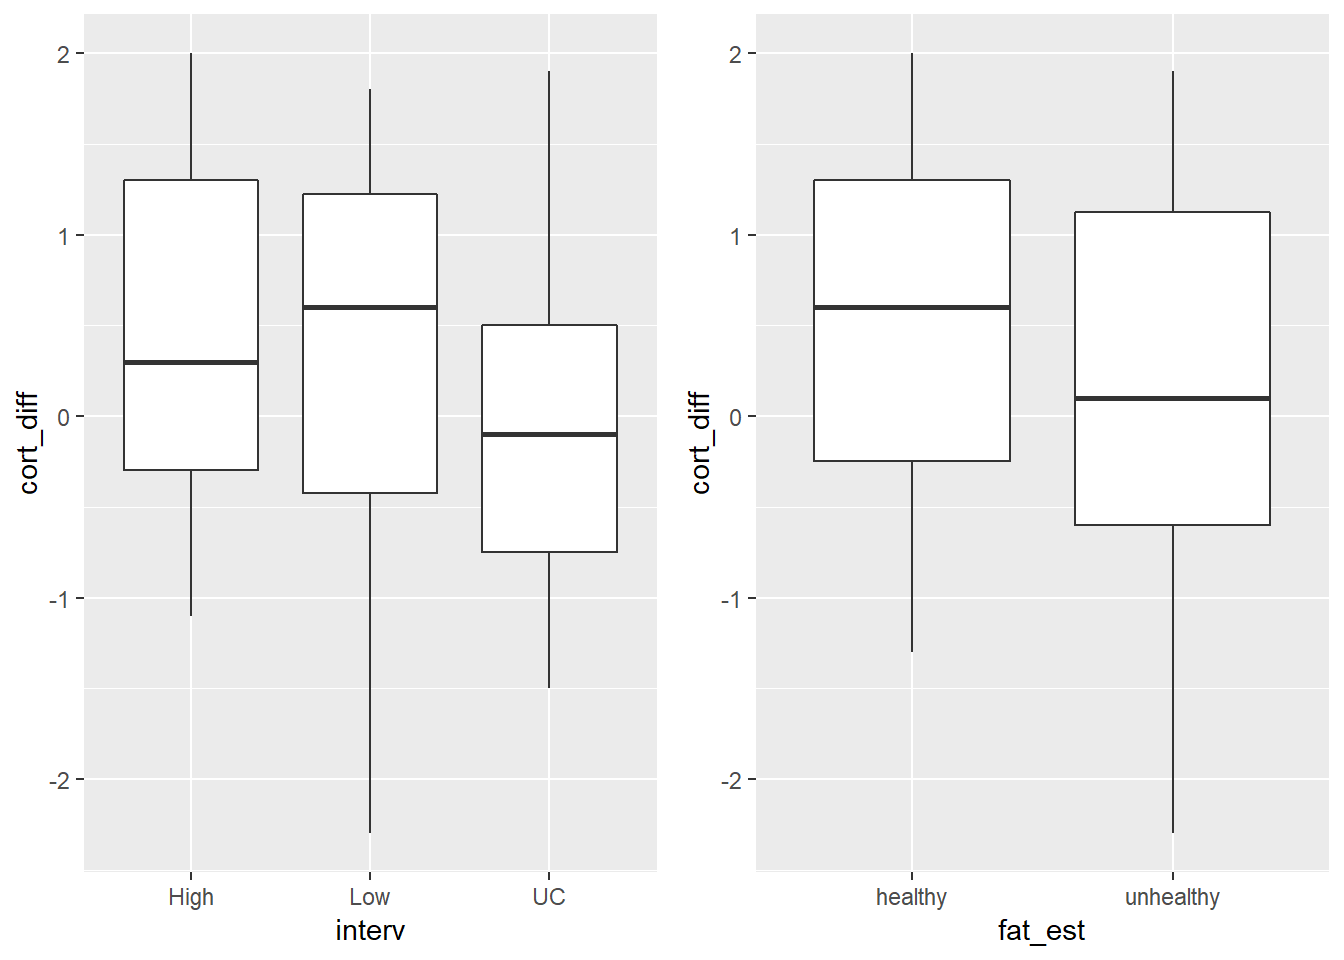 cort_diff
2
1
0
-1
-2
High Low UC
interv
cort_diff
2
1
0
-1
-2
healthy unhealthy
fat_est